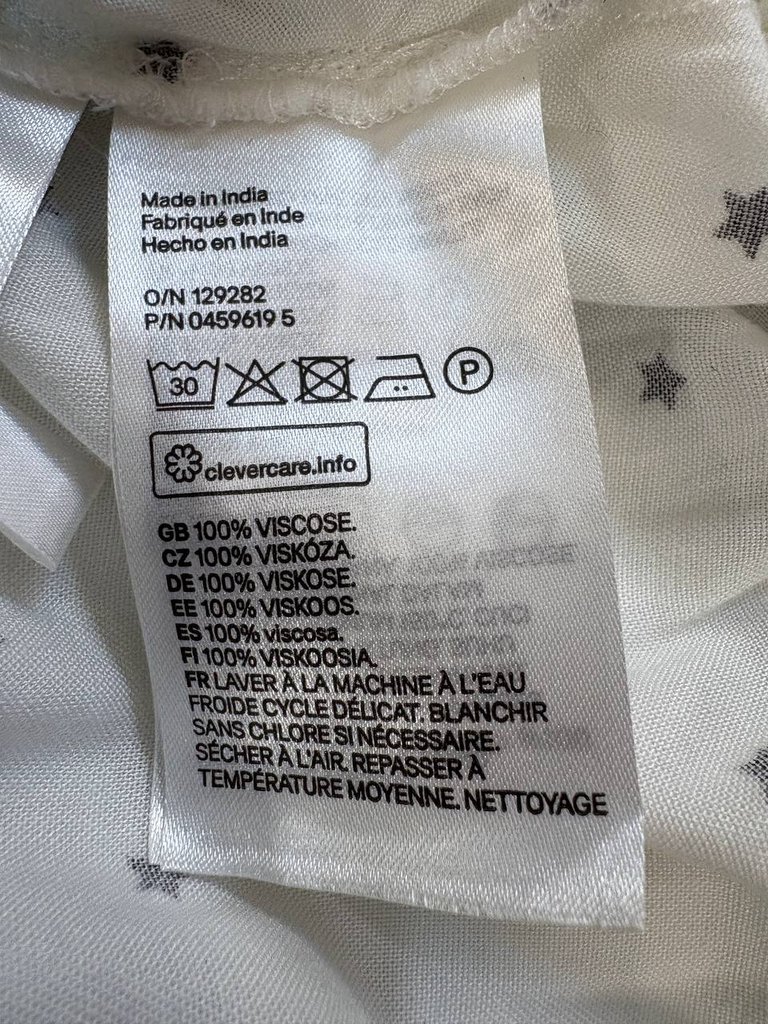 Made in India
Fabriqué en Inde
Hecho en India
O/N 129282
P/N 0459619 5
30
P
clevercare.info
GB 100% VISCOSE.
CZ 100% VISKÓZA.
DE 100% VISKOSE.
EE 100% VISKOOS.
ES 100% viscosa.
FI 100% VISKOOSIA.
FR LAVER À LA MACHINE À L'EAU
FROIDE CYCLE DÉLICAT. BLANCHIR
SANS CHLORE SI NÉCESSAIRE.
SÉCHER À L'AIR. REPASSER À
TEMPÉRATURE MOYENNE. NETTOYAGE